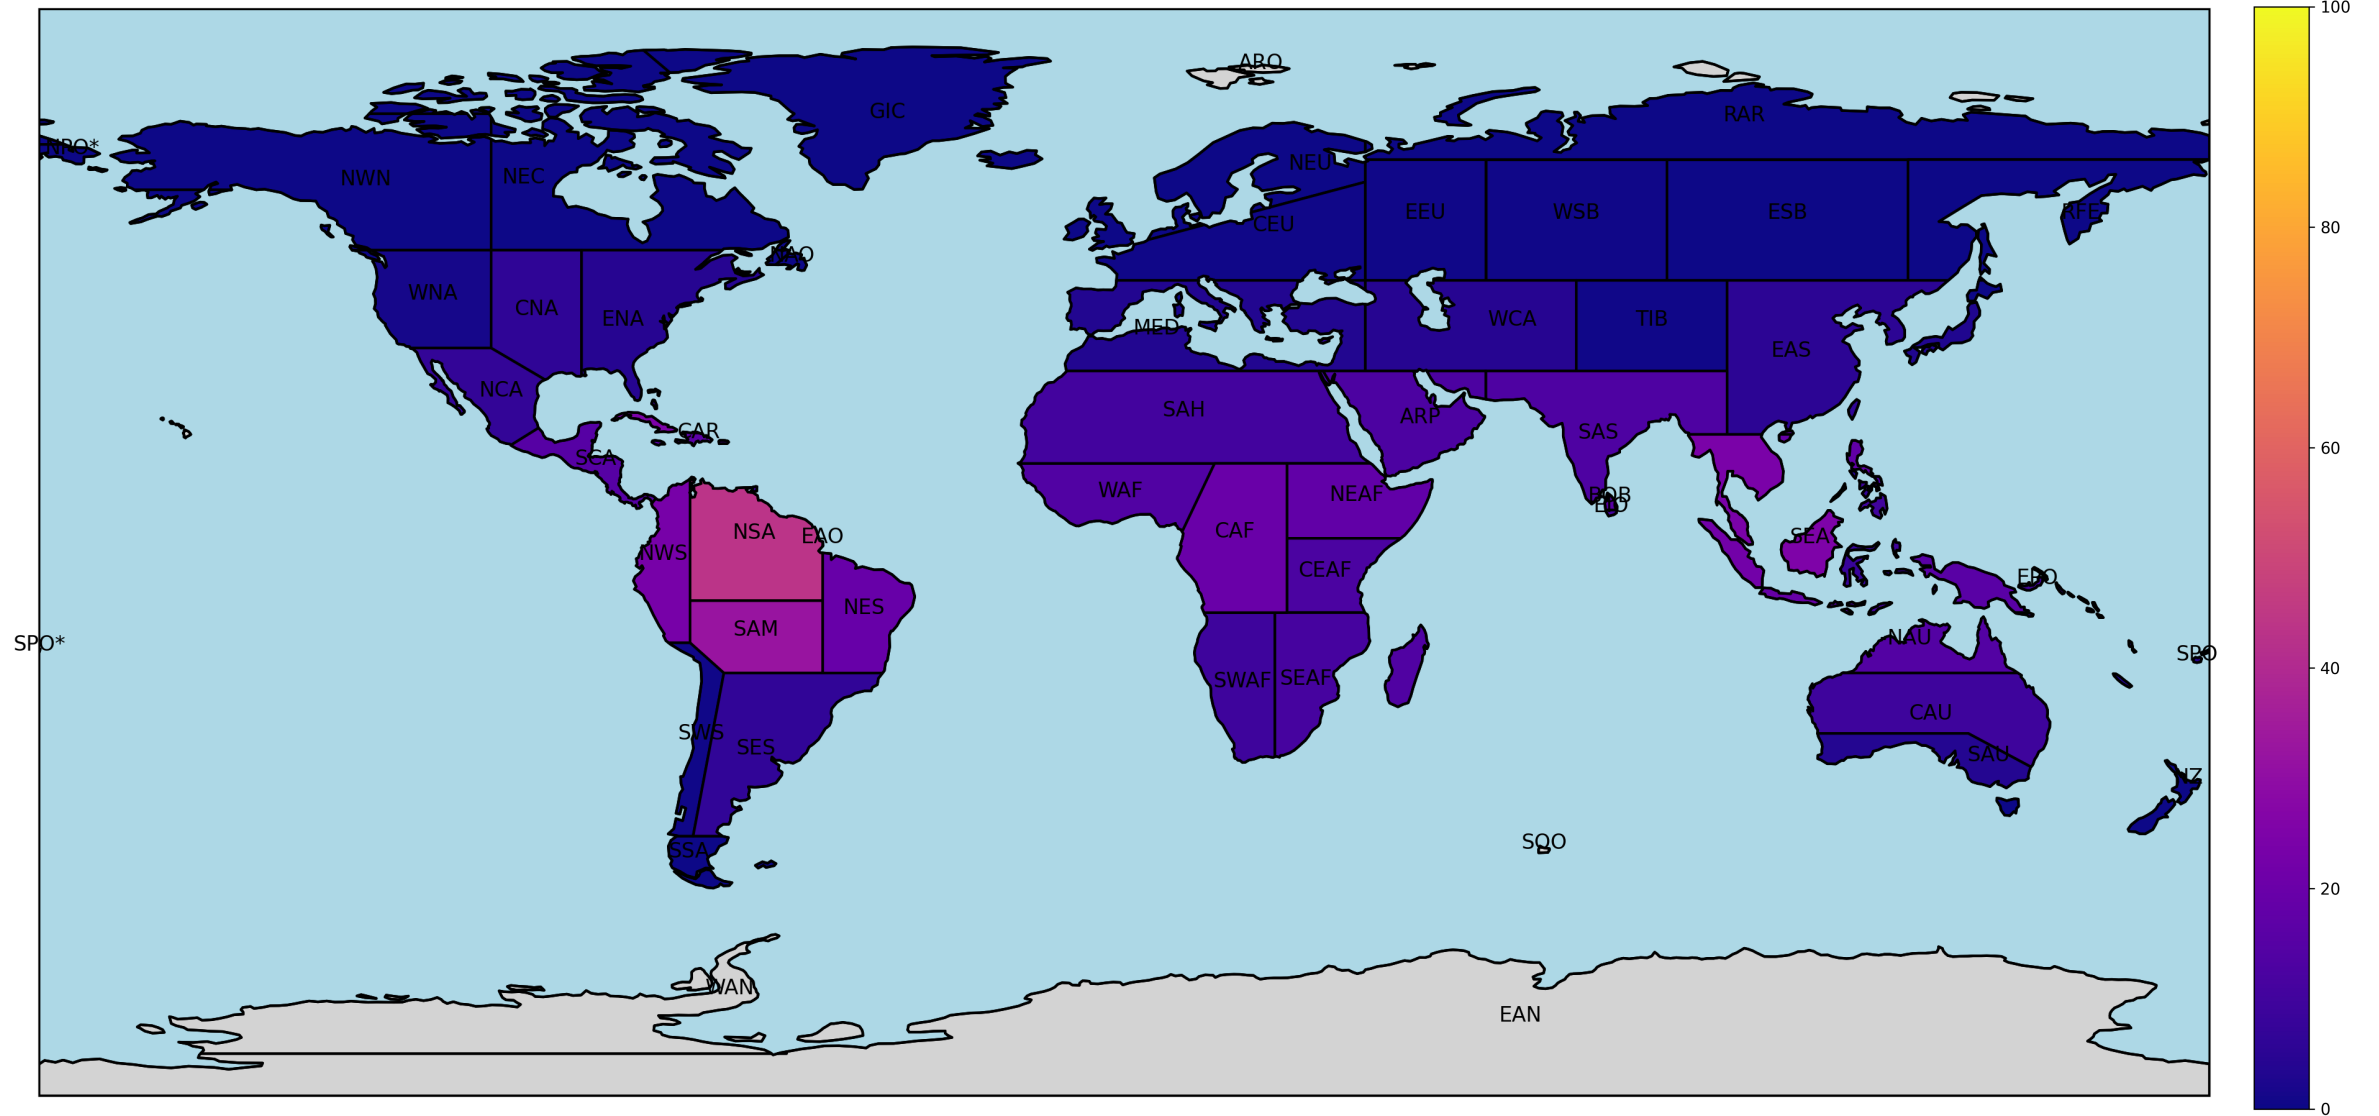 100
ARO
GIC
RAR
NPO*
NEU
NWN
NEC
EEU
WSB
ESB
RFE
CEU
80
NAO
WNA
CNA
ENA
MED
WCA
TIB
EAS
NCA
SAH
ARP
CAR
SAS
60
SCA
WAF
NEAF
BOB
EIO
NSA
EAO
CAF
SEA
NWS
CEAF
EPO
NES
SAM
NAU
SPO*
SPO
40
SWAF
SEAF
CAU
SWS
SES
SAU
NZ
SOO
SSA
20
WAN
EAN
0